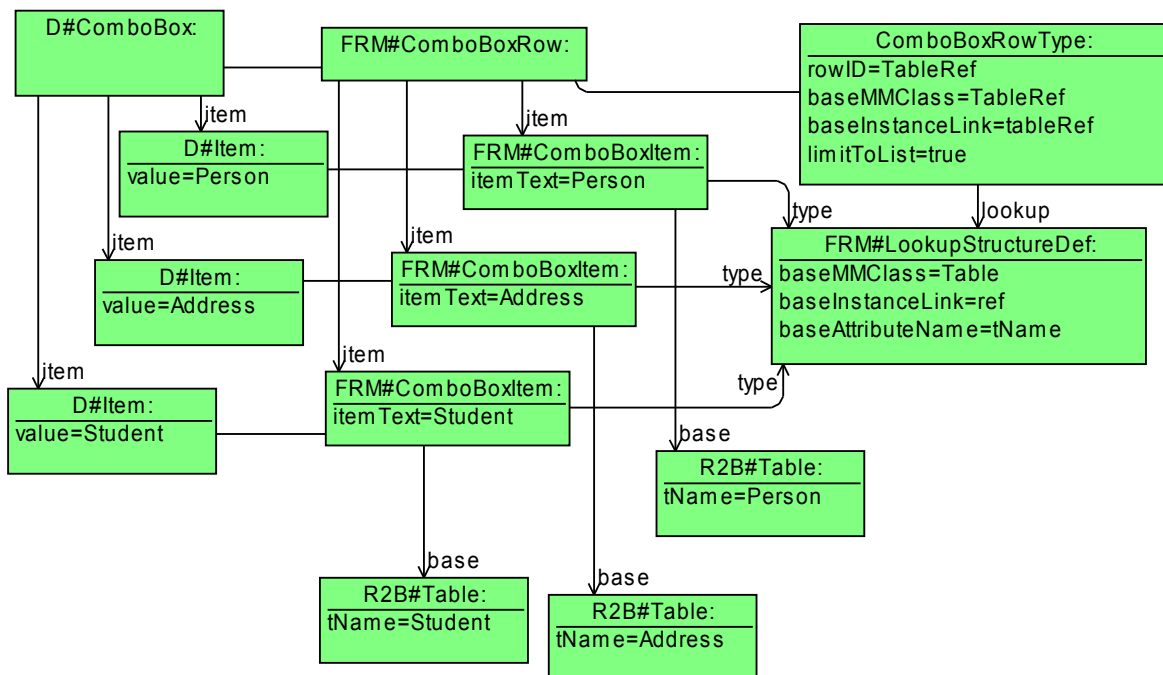 D#ComboBox:
FRM#ComboBoxRow:
ComboBoxRowType:
rowID=TableRef
baseMMClass=TableRef
baseInstanceLink=tableRef
limitToList=true
item
item
D#Item:
value=Person
FRM#ComboBoxItem:
itemText=Person
type
lookup
item
item
D#Item:
value=Address
FRM#ComboBoxItem:
itemText=Address
type
FRM#LookupStructureDef:
baseMMClass=Table
baseInstanceLink=ref
baseAttributeName=tName
item
item
D#Item:
value=Student
FRM#ComboBoxItem:
itemText=Student
type
base
R2B#Table:
tName=Person
base
base
R2B#Table:
tName=Student
R2B#Table:
tName=Address